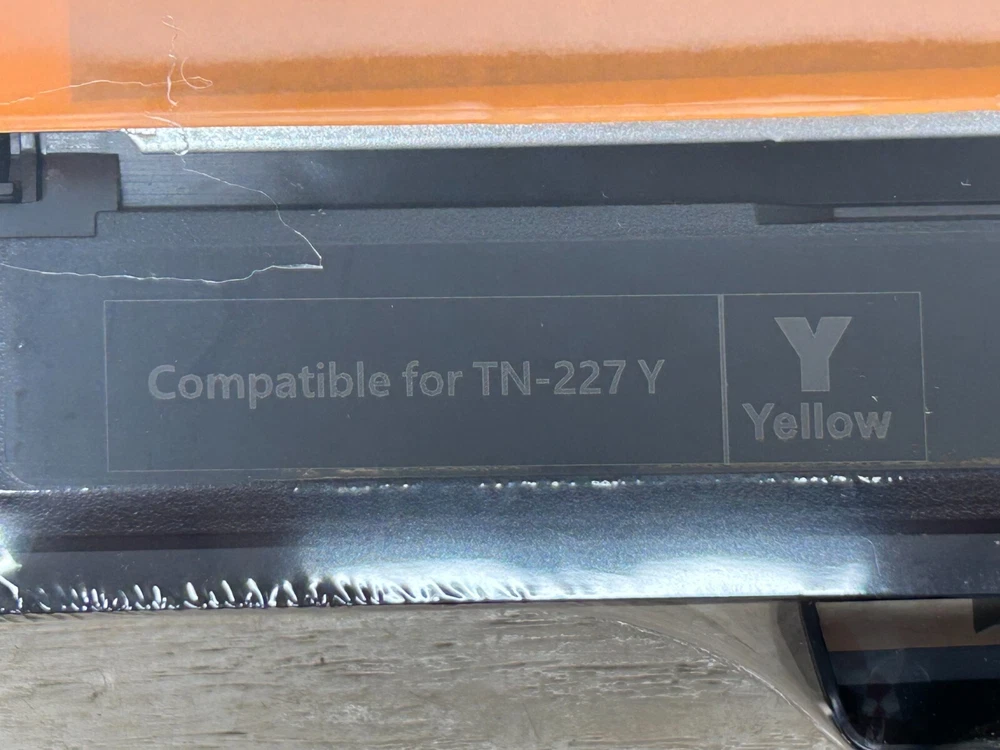 Compatible for TN-227 Y
Y
Yellow